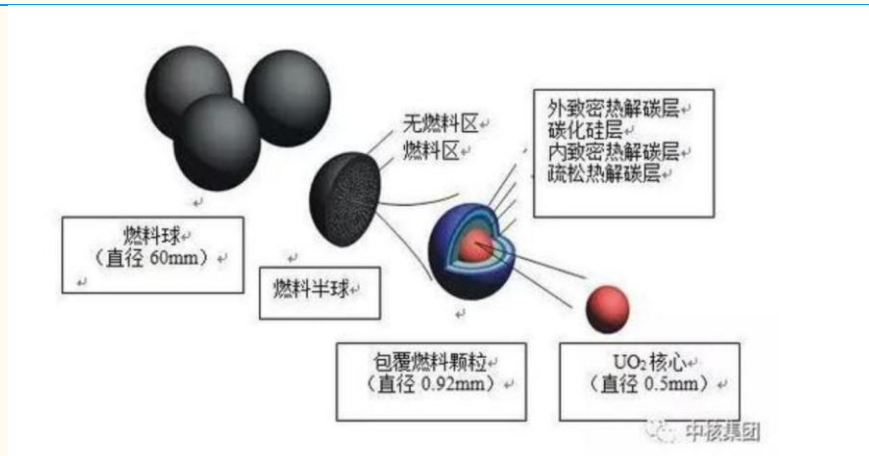 无燃料区
燃料区
外致密热解碳层
碳化硅层
内致密热解碳层
疏松热解碳层
燃料球
（直径 60mm）
燃料半球
包覆燃料颗粒
（直径 0.92mm）
UO₂核心
（直径 0.5mm）
中核集团